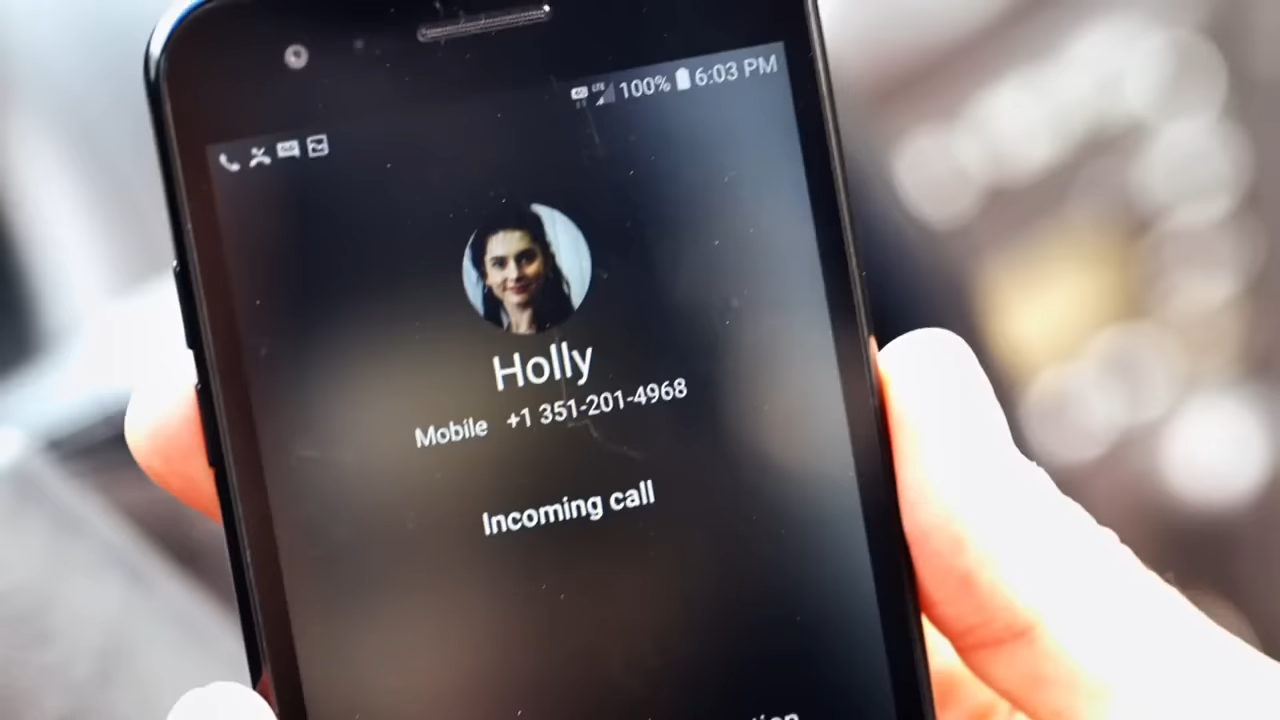 100% 6:03 PM
Holly
Mobile +1 351-201-4968
Incoming call